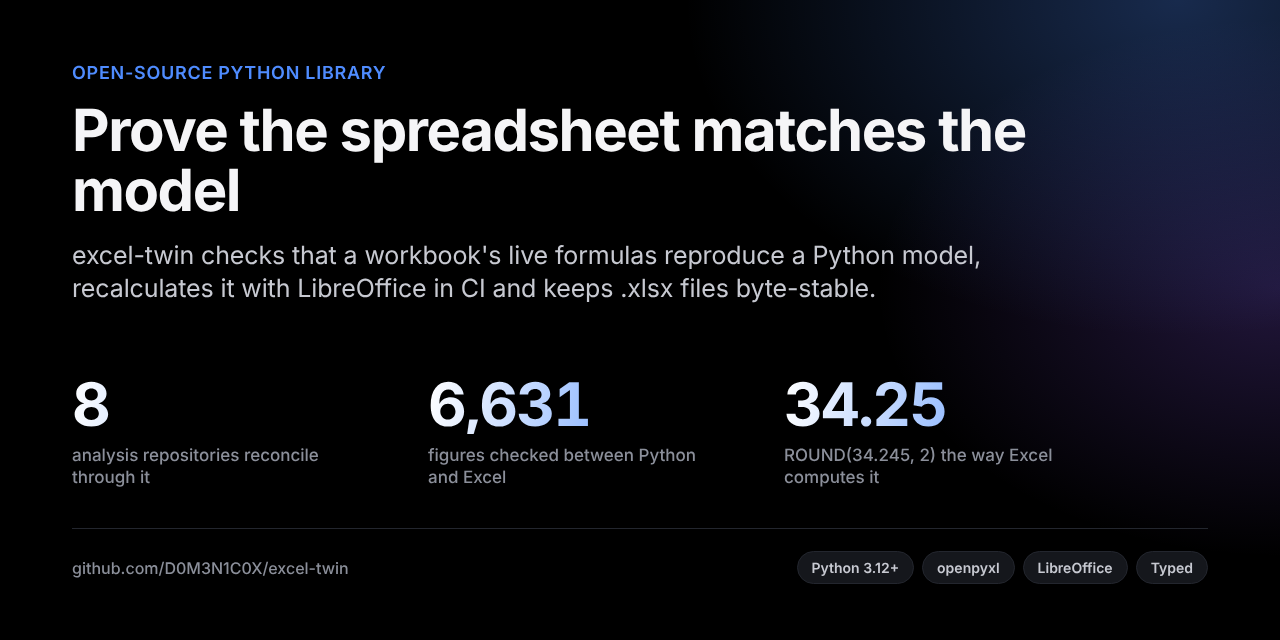 OPEN-SOURCE PYTHON LIBRARY
Prove the spreadsheet matches the
model
excel-twin checks that a workbook's live formulas reproduce a Python model,
recalculates it with LibreOffice in CI and keeps .xlsx files byte-stable.
8
analysis repositories reconcile
through it
6,631
figures checked between Python
and Excel
34.25
ROUND(34.245, 2) the way Excel
computes it
github.com/D0M3N1C0X/excel-twin
Python 3.12+
openpyxl
LibreOffice
Typed